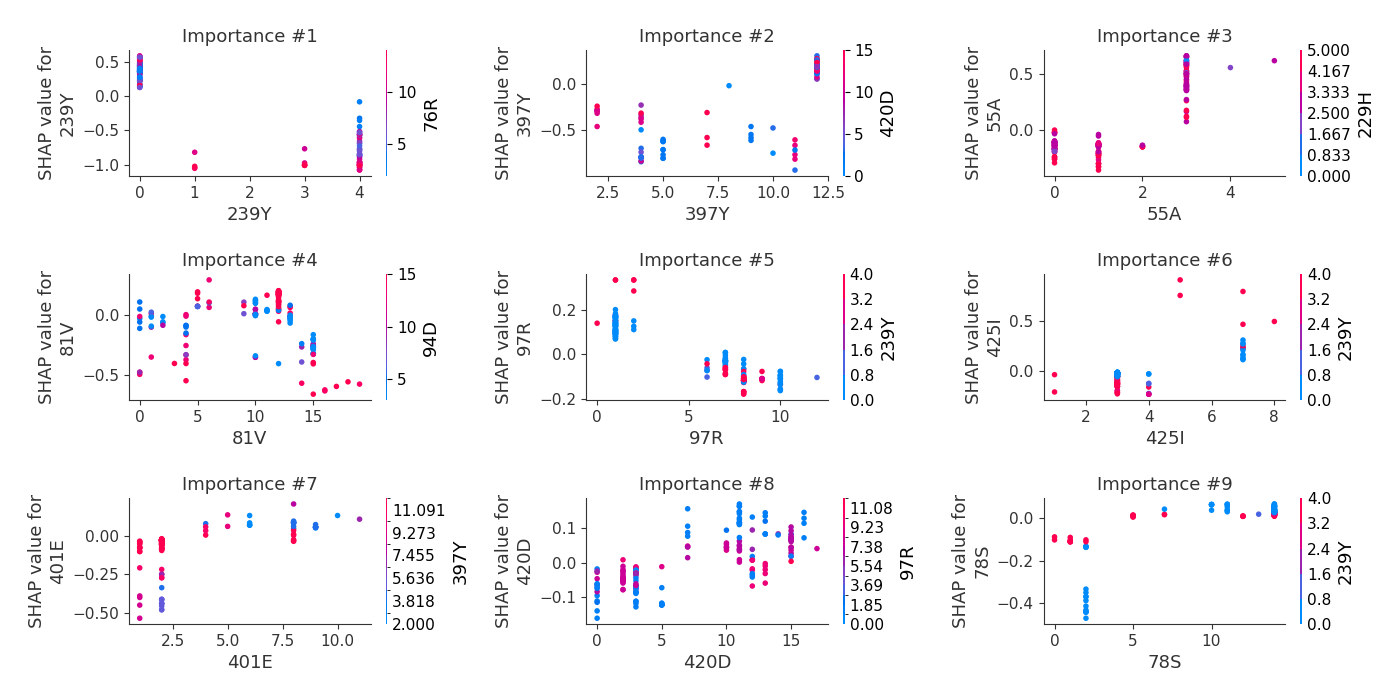 Importance #1
SHAP value for
239Y
0.5
0.0
−0.5
−1.0
0
1
2
3
4
239Y
10
5
76R
Importance #2
SHAP value for
397Y
0.0
−0.5
2.5
5.0
7.5
10.0
12.5
397Y
15
10
5
0
420D
Importance #3
SHAP value for
55A
0.5
0.0
0
2
4
55A
5.000
4.167
3.333
2.500
1.667
0.833
0.000
229H
Importance #4
SHAP value for
81V
0.0
−0.5
0
5
10
15
81V
15
10
5
94D
Importance #5
SHAP value for
97R
0.2
0.0
−0.2
0
5
10
97R
4.0
3.2
2.4
1.6
0.8
0.0
239Y
Importance #6
SHAP value for
425I
0.5
0.0
2
4
6
8
425I
4.0
3.2
2.4
1.6
0.8
0.0
239Y
Importance #7
SHAP value for
401E
0.00
−0.25
−0.50
2.5
5.0
7.5
10.0
401E
11.091
9.273
7.455
5.636
3.818
2.000
397Y
Importance #8
SHAP value for
420D
0.1
0.0
−0.1
0
5
10
15
420D
11.08
9.23
7.38
5.54
3.69
1.85
0.00
97R
Importance #9
SHAP value for
78S
0.0
−0.2
−0.4
0
5
10
78S
4.0
3.2
2.4
1.6
0.8
0.0
239Y